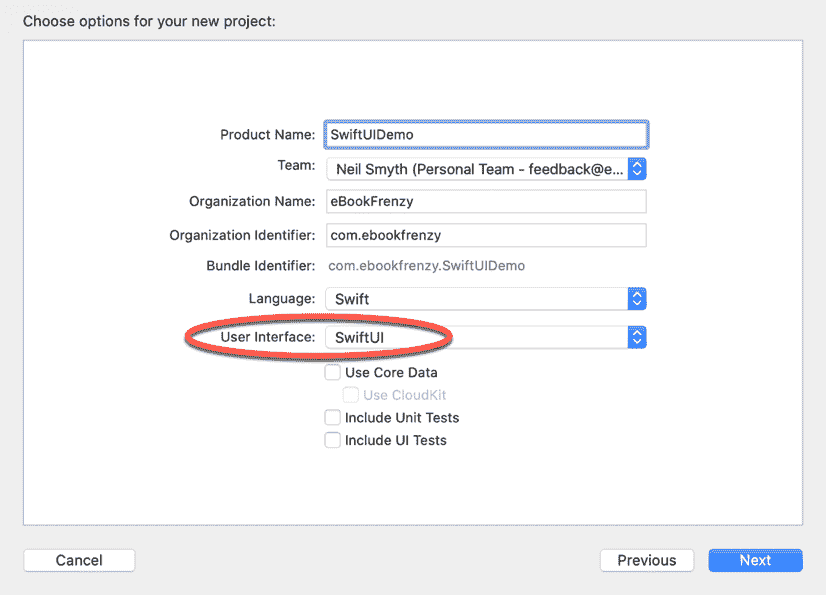 Choose options for your new project:
Product Name: SwiftUIDemo
Team: Neil Smyth (Personal Team - feedback@e...
Organization Name: eBookFrenzy
Organization Identifier: com.ebookfrenzy
Bundle Identifier: com.ebookfrenzy.SwiftUIDemo
Language: Swift
User Interface: SwiftUI
Use Core Data
Use CloudKit
Include Unit Tests
Include UI Tests
Cancel Previous Next